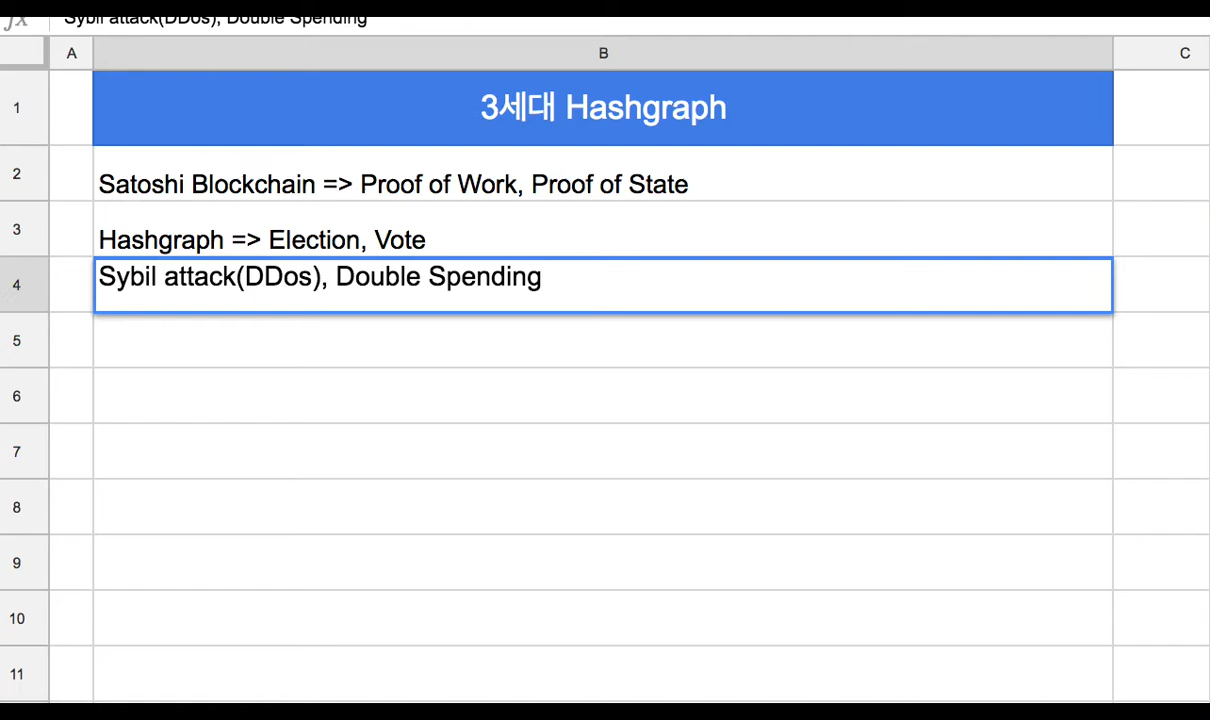 fx Sybil attack(DDos), Double Spending
A B C
1 3세대 Hashgraph
2 Satoshi Blockchain => Proof of Work, Proof of State
3 Hashgraph => Election, Vote
4 Sybil attack(DDos), Double Spending
5
6
7
8
9
10
11